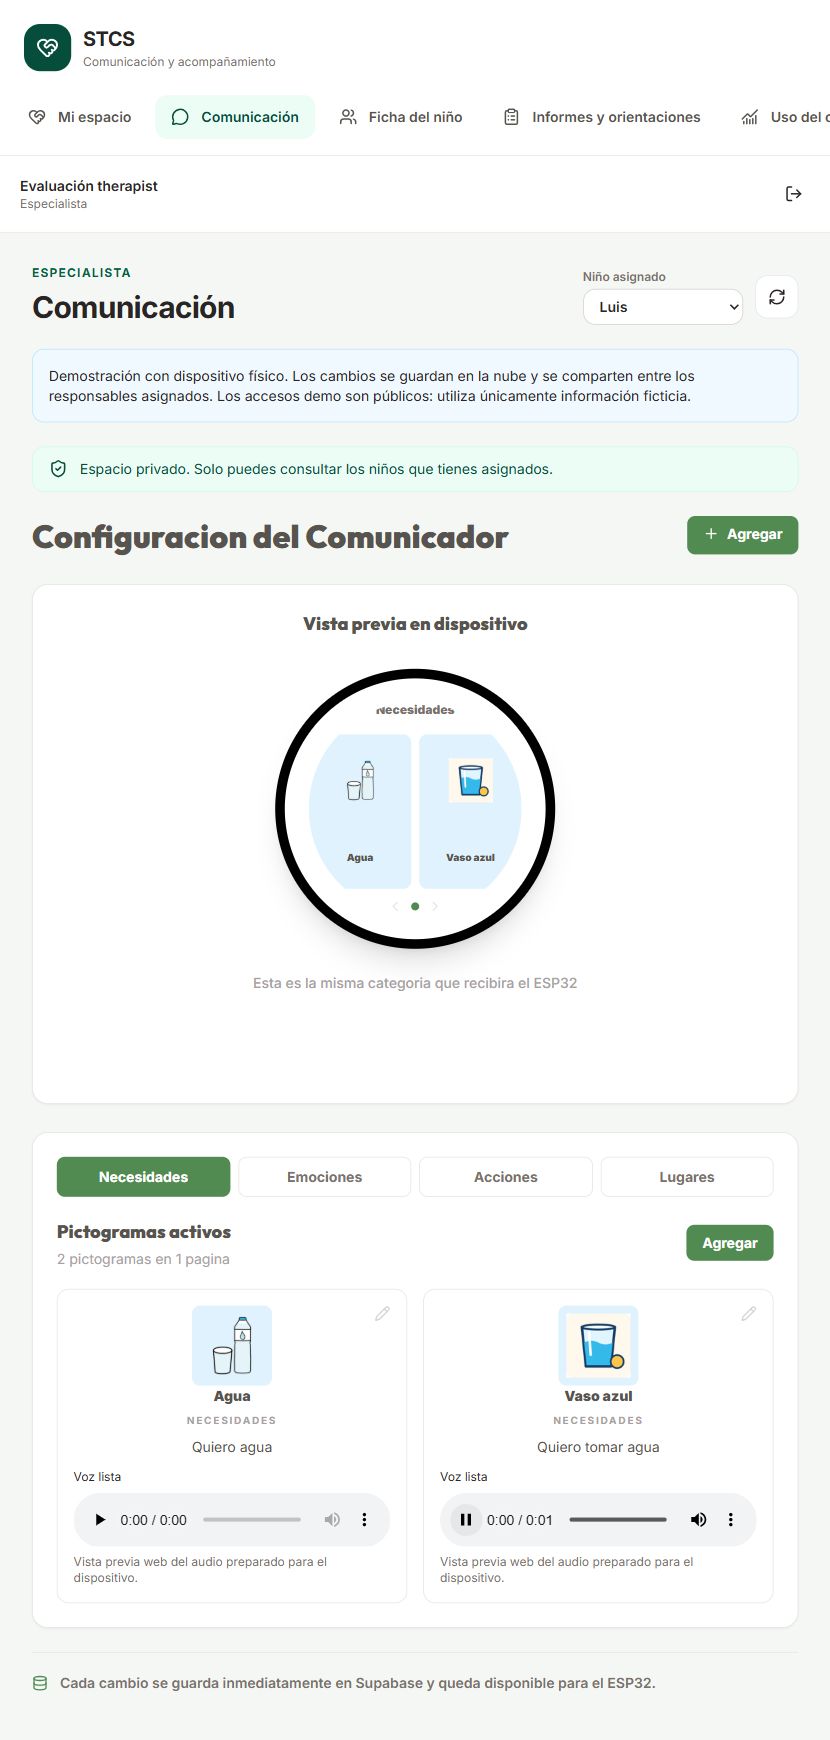 STCS
Comunicación y acompañamiento
Mi espacio
Comunicación
Ficha del niño
Informes y orientaciones
Uso del
Evaluación therapist
Especialista
ESPECIALISTA
Comunicación
Niño asignado
Luis
Demostración con dispositivo físico. Los cambios se guardan en la nube y se comparten entre los
responsables asignados. Los accesos demo son públicos: utiliza únicamente información ficticia.
Espacio privado. Solo puedes consultar los niños que tienes asignados.
Configuracion del Comunicador
Agregar
Vista previa en dispositivo
Necesidades
Agua
Vaso azul
Esta es la misma categoria que recibira el ESP32
Necesidades
Emociones
Acciones
Lugares
Pictogramas activos
2 pictogramas en 1 pagina
Agregar
Agua
NECESIDADES
Quiero agua
Voz lista
0:00 / 0:00
Vista previa web del audio preparado para el
dispositivo.
Vaso azul
NECESIDADES
Quiero tomar agua
Voz lista
0:00 / 0:01
Vista previa web del audio preparado para el
dispositivo.
Cada cambio se guarda inmediatamente en Supabase y queda disponible para el ESP32.